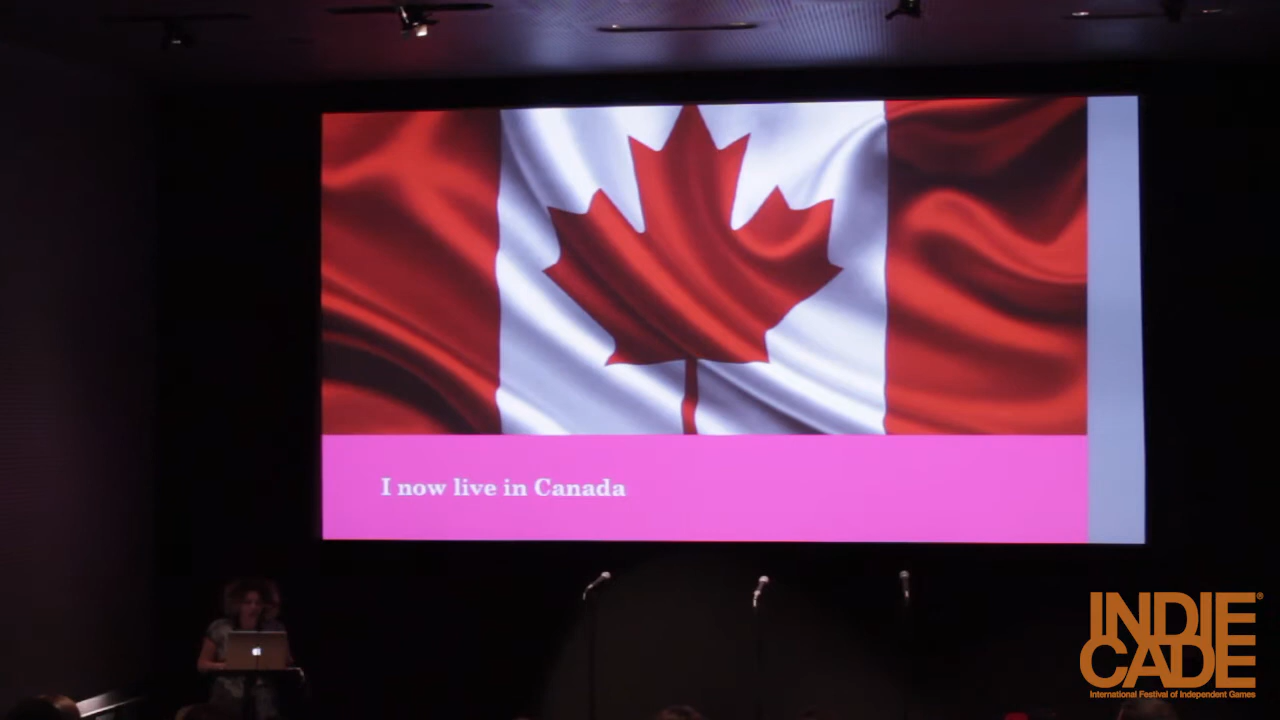 I now live in Canada
INDIE
CADE
International Festival of Independent Games